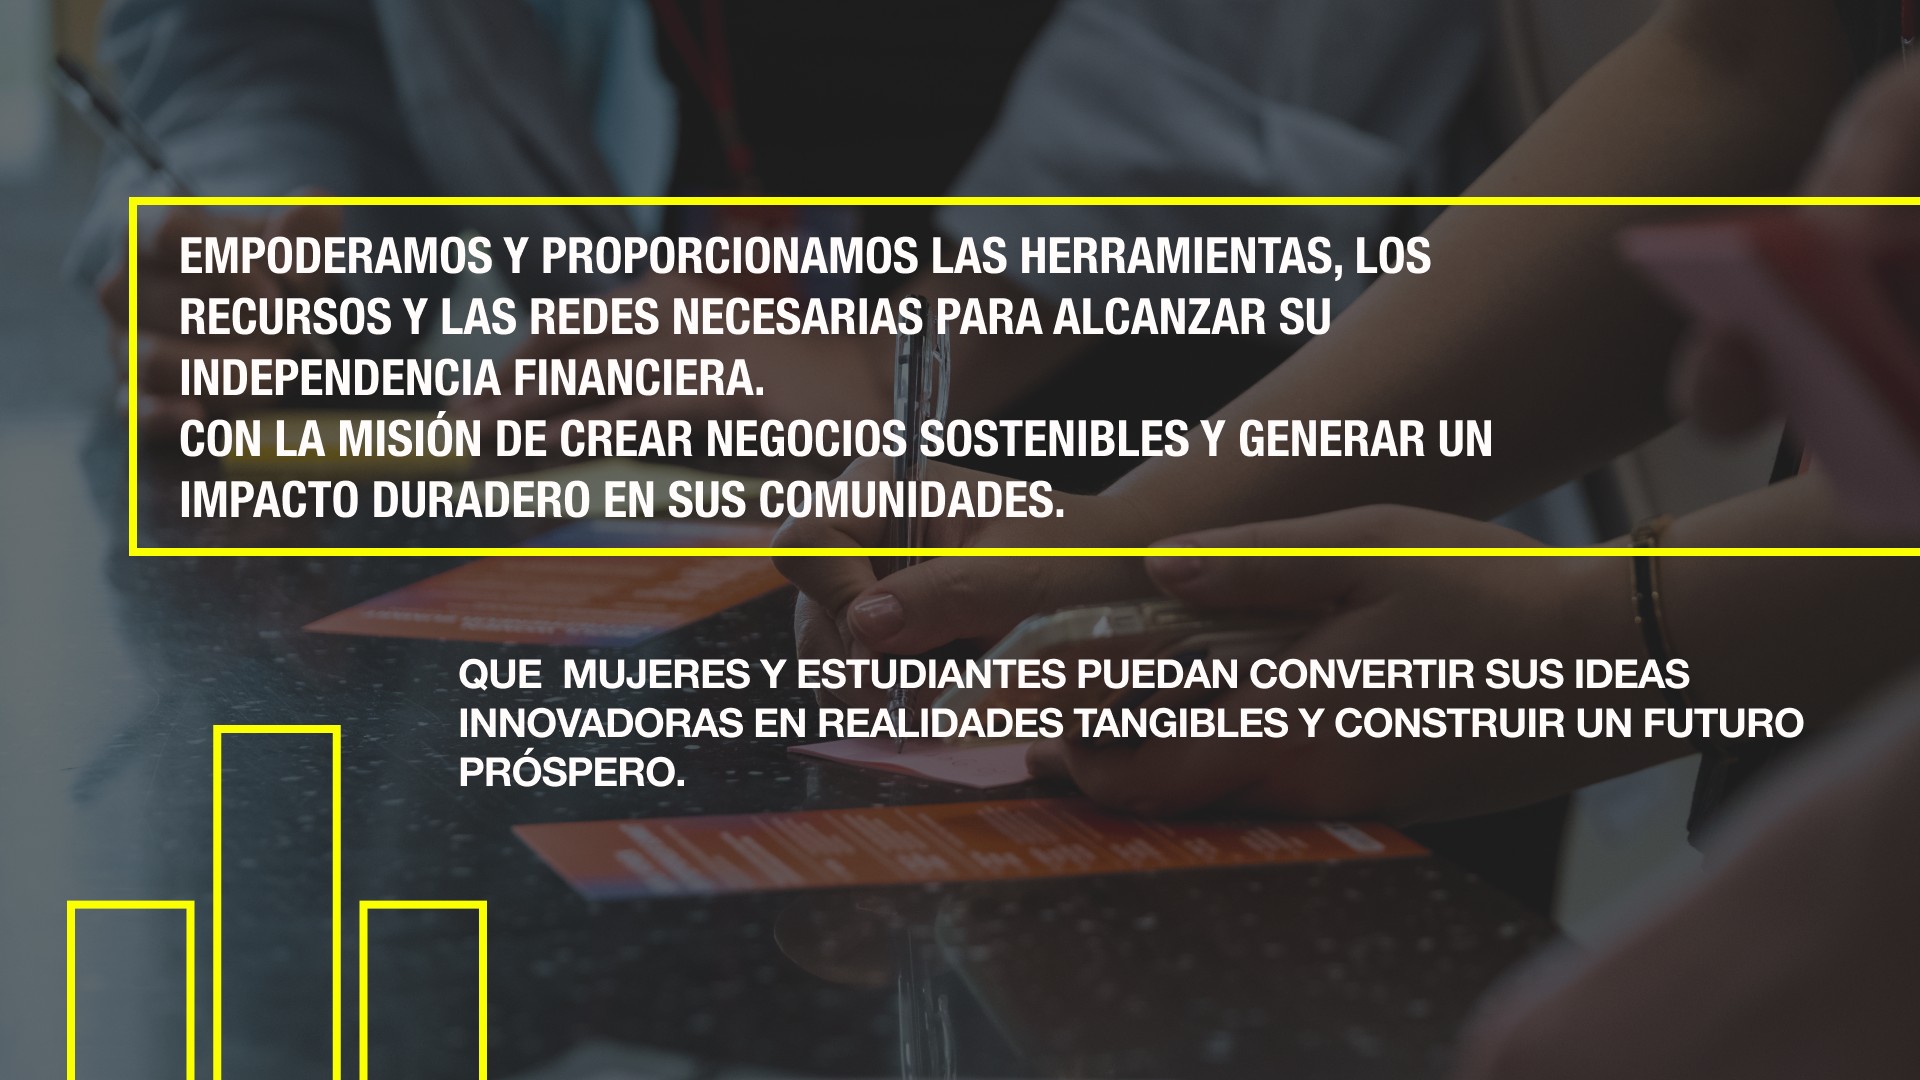 EMPODERAMOS Y PROPORCIONAMOS LAS HERRAMIENTAS, LOS
RECURSOS Y LAS REDES NECESARIAS PARA ALCANZAR SU
INDEPENDENCIA FINANCIERA.
CON LA MISIÓN DE CREAR NEGOCIOS SOSTENIBLES Y GENERAR UN
IMPACTO DURADERO EN SUS COMUNIDADES.
QUE  MUJERES Y ESTUDIANTES PUEDAN CONVERTIR SUS IDEAS
INNOVADORAS EN REALIDADES TANGIBLES Y CONSTRUIR UN FUTURO
PRÓSPERO.